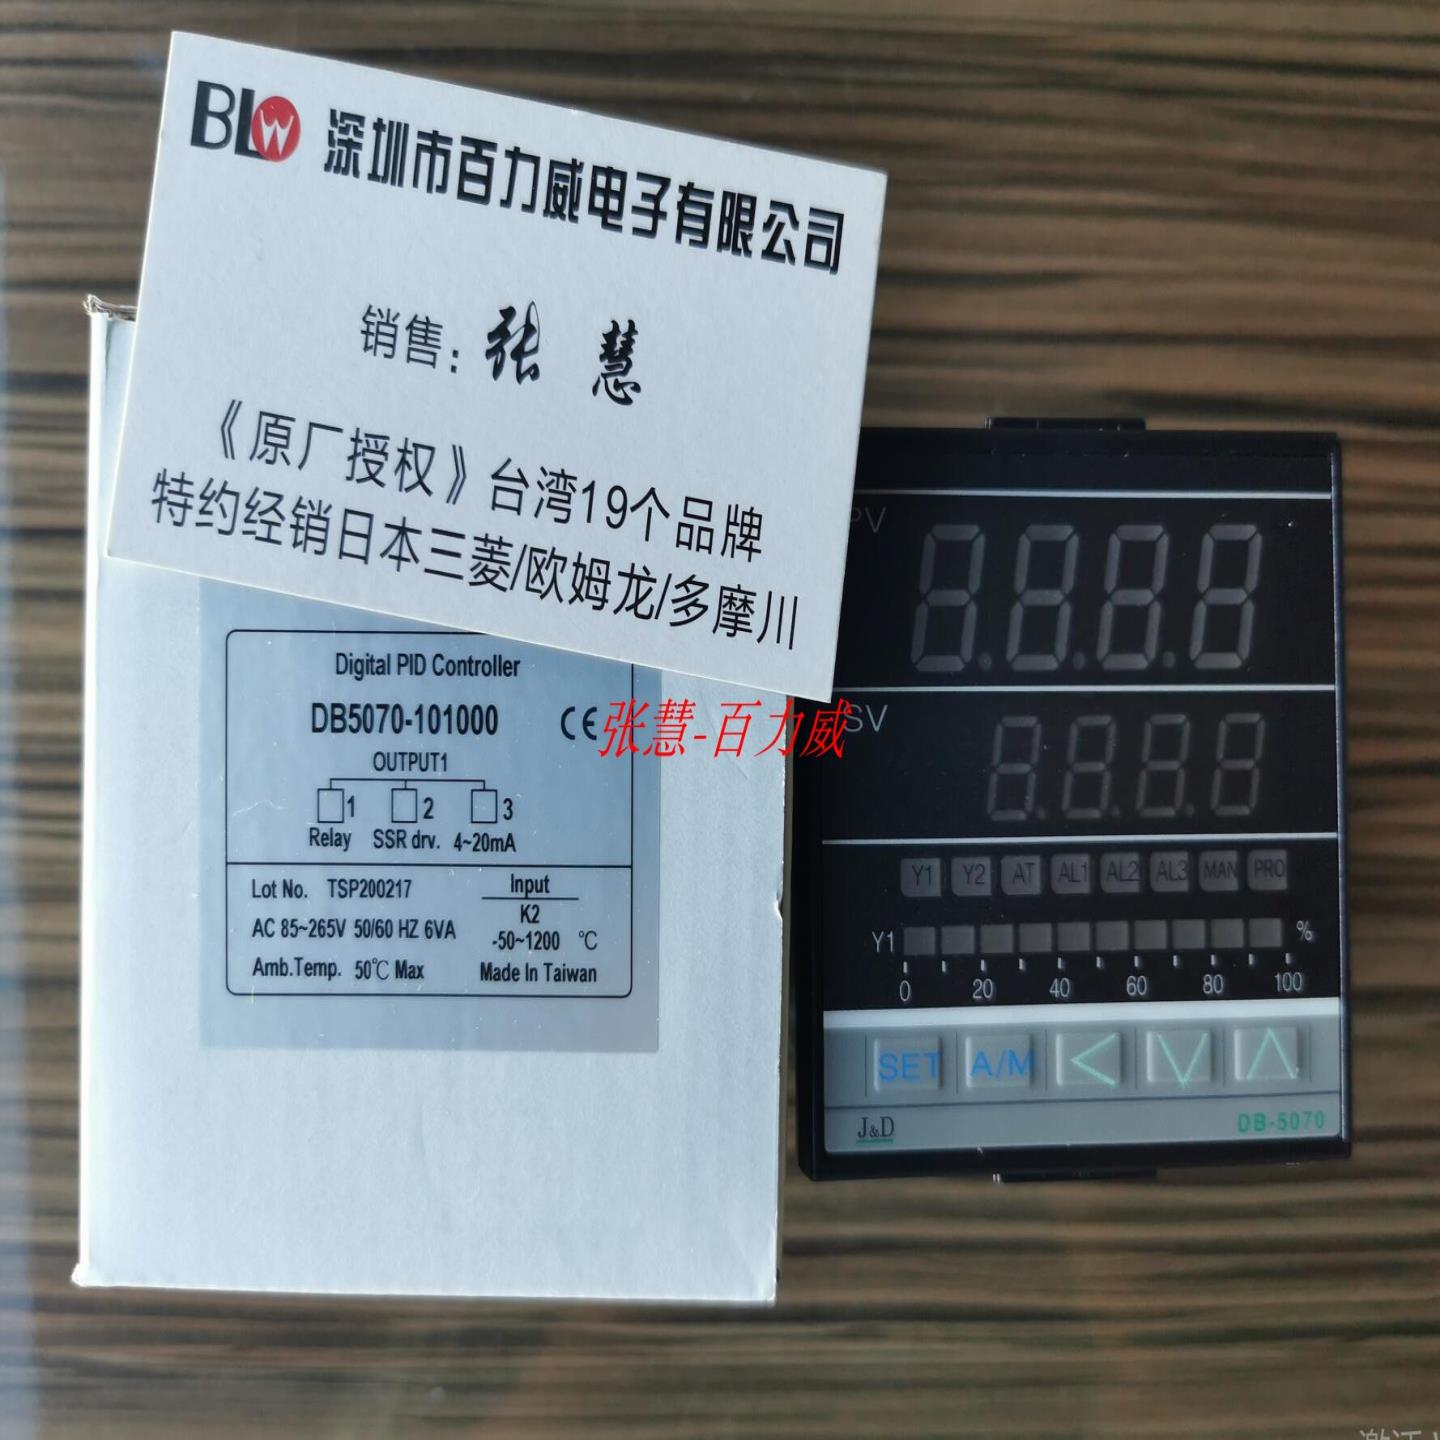 BLW 深圳市百力威电子有限公司
销售：张 慧
《原厂授权》台湾19个品牌
特约经销日本三菱/欧姆龙/多摩川
Digital PID Controller
DB5070-101000 CE
OUTPUT1
1 2 3
Relay SSR drv. 4~20mA
Lot No. TSP200217
AC 85~265V 50/60 HZ 6VA
Amb.Temp. 50℃ Max
Input
K2
-50~1200 ℃
Made In Taiwan
张慧-百力威
PV
SV
Y1 Y2 AT AL1 AL2 AL3 MAN PRO
Y1 %
0 20 40 60 80 100
SET A/M < V Λ
J&D DB-5070